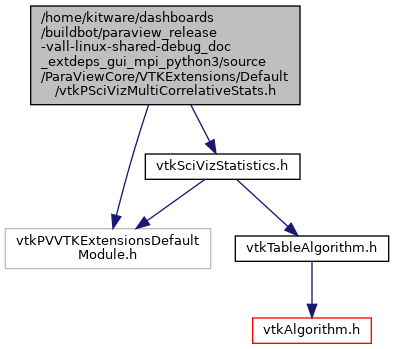 /home/kitware/dashboards
/buildbot/paraview_release
-vall-linux-shared-debug_doc
_extdeps_gui_mpi_python3/source
/ParaViewCore/VTKExtensions/Default
/vtkPSciVizMultiCorrelativeStats.h
vtkSciVizStatistics.h
vtkPVVTKExtensionsDefault
Module.h
vtkTableAlgorithm.h
vtkAlgorithm.h